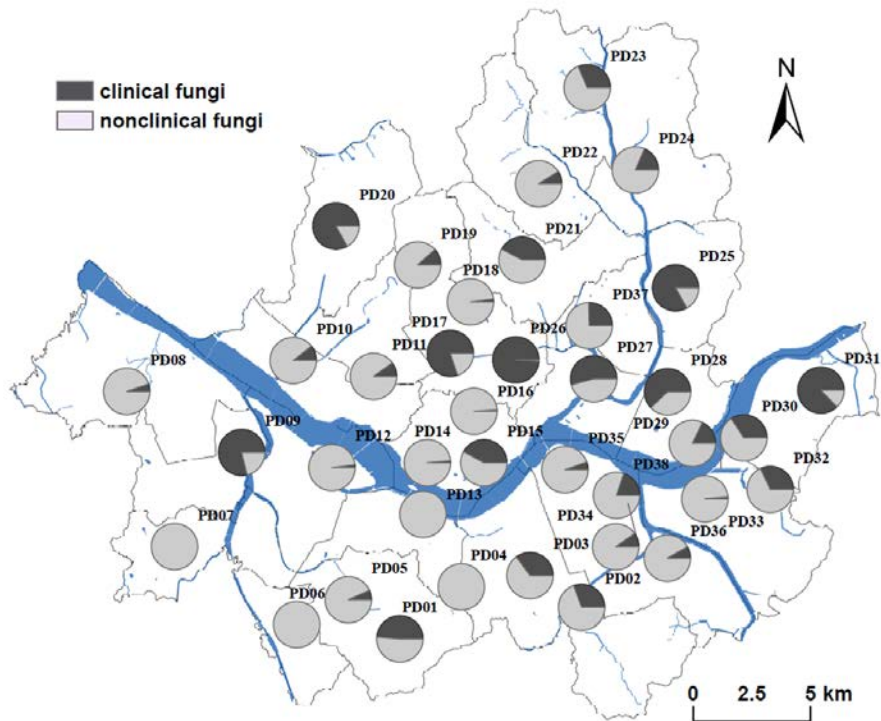 clinical fungi
nonclinical fungi
N
PD23
PD24
PD22
PD20
PD21
PD19
PD25
PD18
PD37
PD17
PD26
PD10
PD11
PD27
PD28
PD08
PD31
PD16
PD30
PD09
PD12
PD14
PD15
PD35
PD29
PD38
PD32
PD13
PD34
PD33
PD07
PD36
PD03
PD04
PD05
PD02
PD06
PD01
0 2.5 5 km